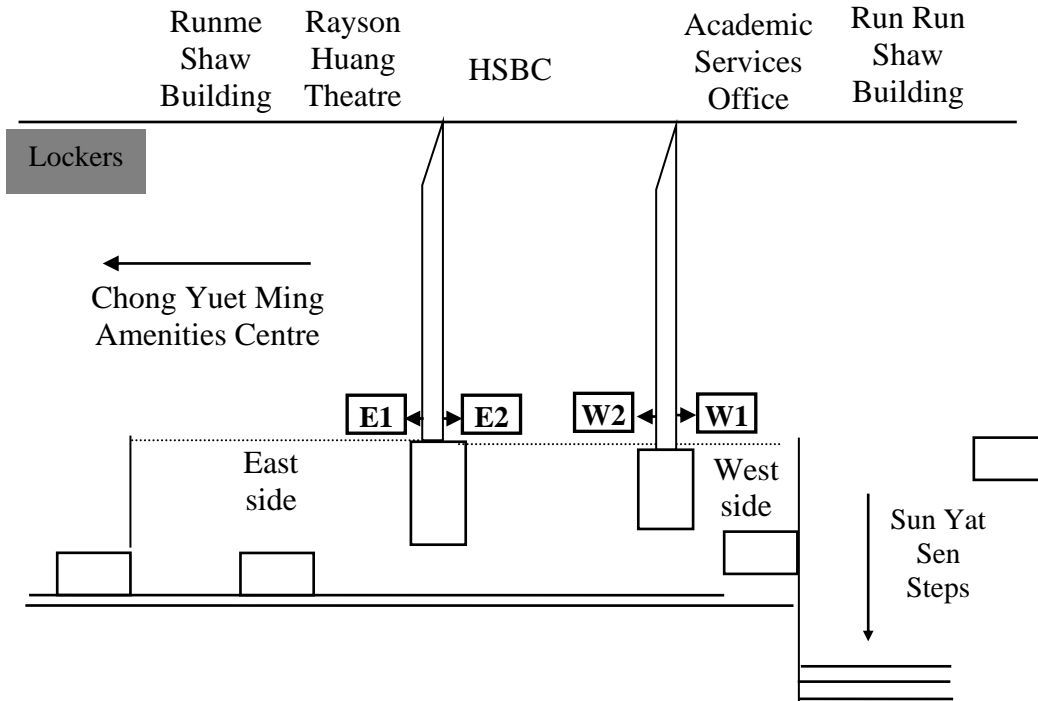 Runme
Shaw
Building
Rayson
Huang
Theatre
HSBC
Academic
Services
Office
Run Run
Shaw
Building
Lockers
Chong Yuet Ming
Amenities Centre
E1
E2
W2
W1
East
side
West
side
Sun Yat
Sen
Steps